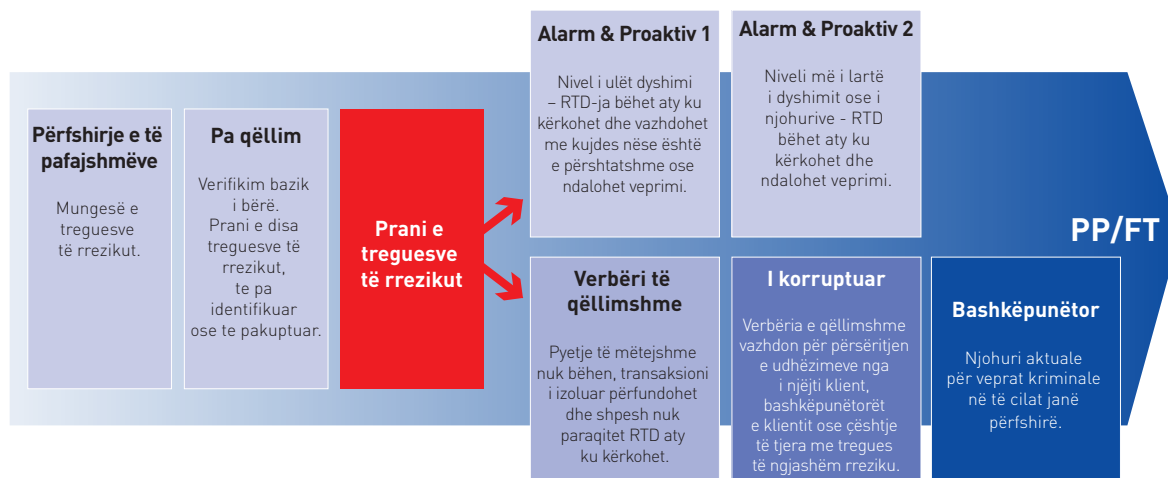 Përfshirje e të
pafajshmëve
Mungesë e
treguesve
të rrezikut.
Pa qëllim
Verifikim bazik
i bërë.
Prani e disa
treguesve të
rrezikut,
te pa
identifikuar
ose te pakuptuar.
Prani e
treguesve
të rrezikut
Alarm & Proaktiv 1
Nivel i ulët dyshimi
– RTD-ja bëhet aty ku
kërkohet dhe vazhdohet
me kujdes nëse është
e përshtatshme ose
ndalohet veprimi.
Alarm & Proaktiv 2
Niveli më i lartë
i dyshimit ose i
njohurive - RTD
bëhet aty ku
kërkohet dhe
ndalohet veprimi.
Verbëri të
qëllimshme
Pyetje të mëtejshme
nuk bëhen, transaksioni
i izoluar përfundohet
dhe shpesh nuk
paraqitet RTD aty
ku kërkohet.
I korruptuar
Verbëria e qëllimshme
vazhdon për përsëritjen
e udhëzimeve nga
i njëjti klient,
bashkëpunëtorët
e klientit ose çështje
të tjera me tregues
të ngjashëm rreziku.
Bashkëpunëtor
Njohuri aktuale
për veprat kriminale
në të cilat janë
përfshirë.
PP/FT